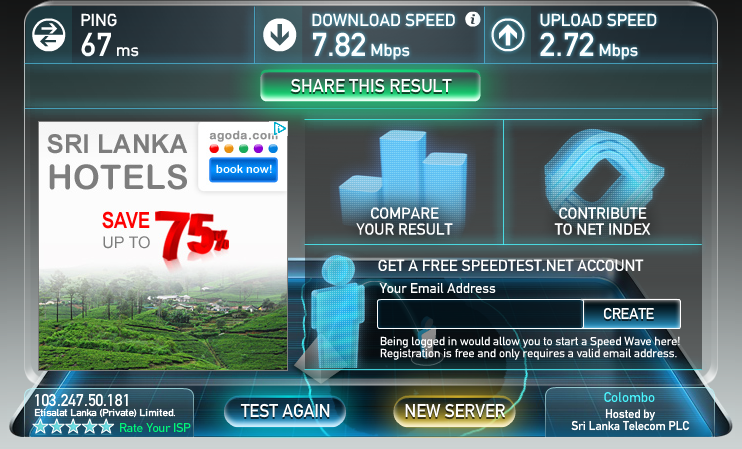 PING
67 ms
DOWNLOAD SPEED
7.82 Mbps
UPLOAD SPEED
2.72 Mbps
SHARE THIS RESULT
SRI LANKA
HOTELS
agoda.com
book now!
SAVE
UP TO
75%
COMPARE
YOUR RESULT
CONTRIBUTE
TO NET INDEX
GET A FREE SPEEDTEST.NET ACCOUNT
Your Email Address
CREATE
Being logged in would allow you to start a Speed Wave here!
Registration is free and only requires a valid email address.
103.247.50.181
Etisalat Lanka (Private) Limited.
Rate Your ISP
TEST AGAIN
NEW SERVER
Colombo
Hosted by
Sri Lanka Telecom PLC